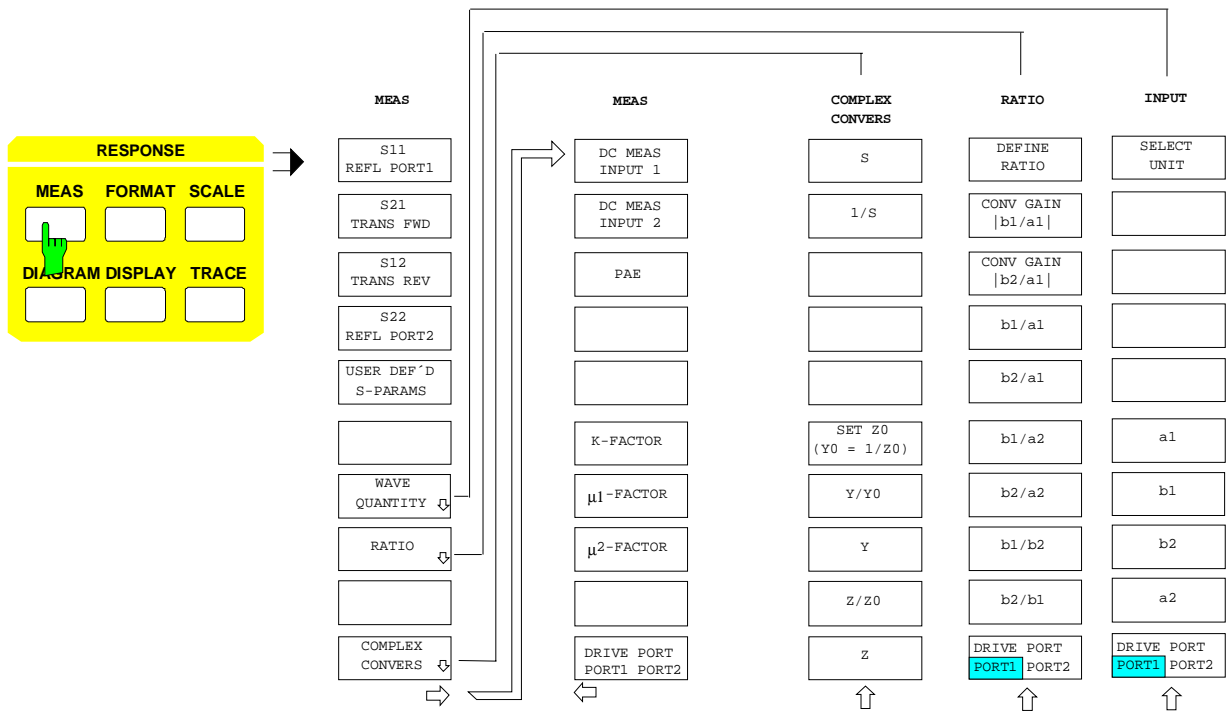 RESPONSE
MEAS FORMAT SCALE
DIAGRAM DISPLAY TRACE
MEAS
S11
REFL PORT1
S21
TRANS FWD
S12
TRANS REV
S22
REFL PORT2
USER DEF´D
S-PARAMS
WAVE
QUANTITY
RATIO
COMPLEX
CONVERS
MEAS
DC MEAS
INPUT 1
DC MEAS
INPUT 2
PAE
K-FACTOR
µ1-FACTOR
µ2-FACTOR
DRIVE PORT
PORT1 PORT2
COMPLEX
CONVERS
S
1/S
SET Z0
(Y0 = 1/Z0)
Y/Y0
Y
Z/Z0
Z
RATIO
DEFINE
RATIO
CONV GAIN
|b1/a1|
CONV GAIN
|b2/a1|
b1/a1
b2/a1
b1/a2
b2/a2
b1/b2
b2/b1
DRIVE PORT
PORT1 PORT2
INPUT
SELECT
UNIT
a1
b1
b2
a2
DRIVE PORT
PORT1 PORT2